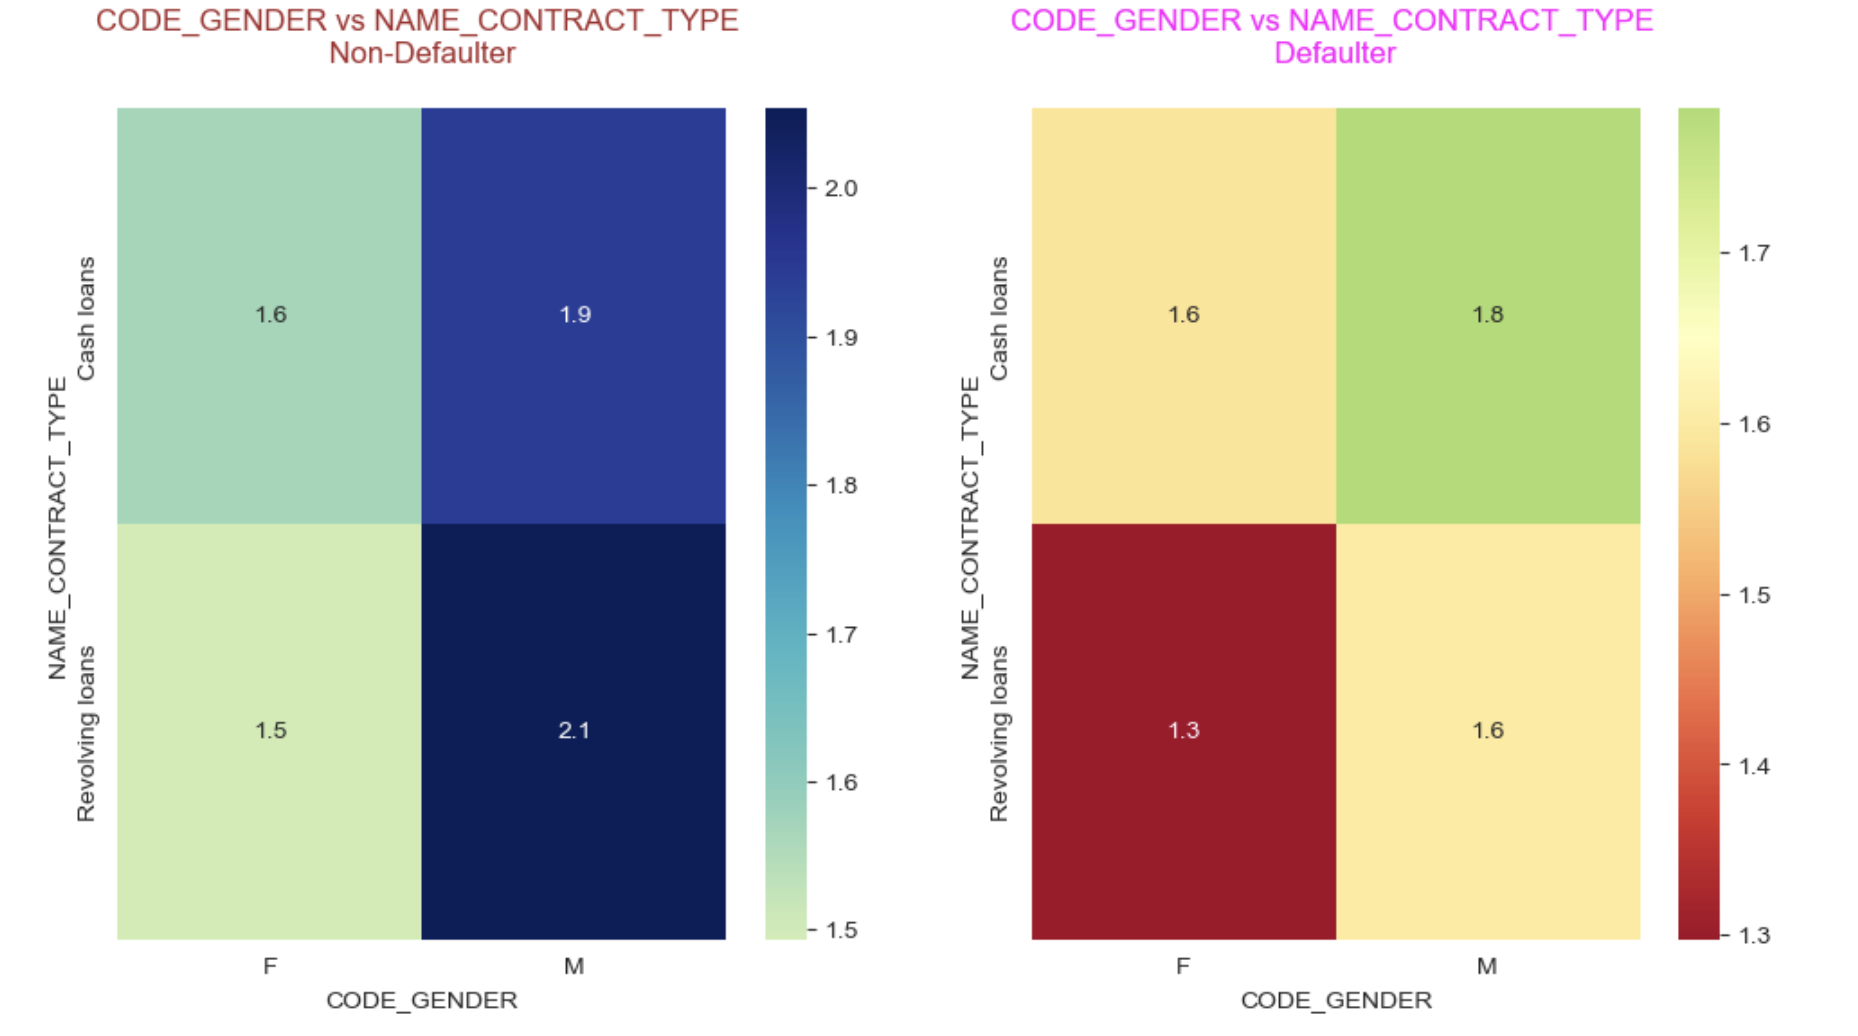 CODE_GENDER vs NAME_CONTRACT_TYPE
Non-Defaulter
NAME_CONTRACT_TYPE
Cash loans
Revolving loans
1.6
1.9
1.5
2.1
F
M
CODE_GENDER
2.0
1.9
1.8
1.7
1.6
1.5
CODE_GENDER vs NAME_CONTRACT_TYPE
Defaulter
NAME_CONTRACT_TYPE
Cash loans
Revolving loans
1.6
1.8
1.3
1.6
F
M
CODE_GENDER
1.7
1.6
1.5
1.4
1.3